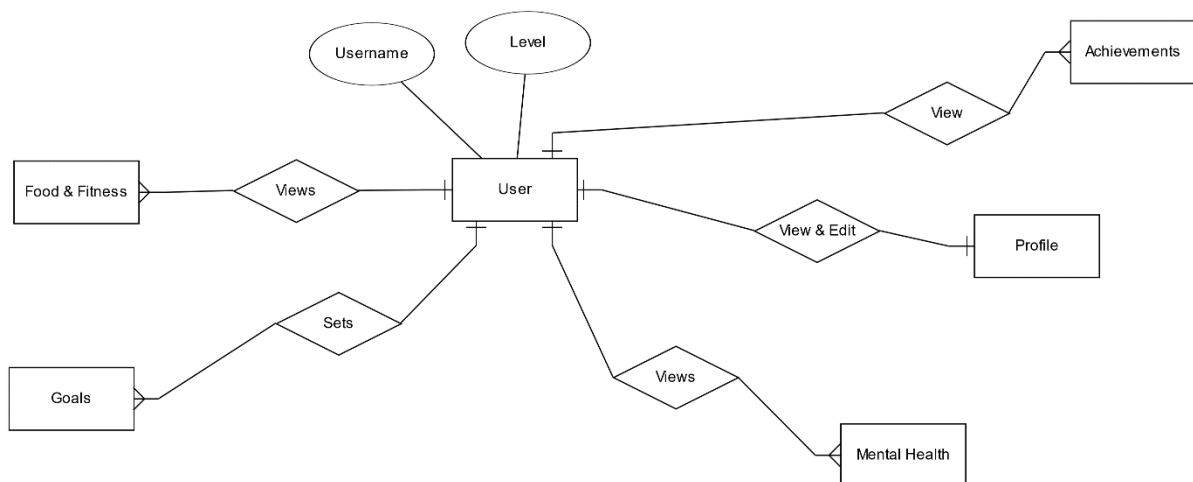 Username
Level
Achievements
View
Food & Fitness
Views
User
View & Edit
Profile
Sets
Goals
Views
Mental Health